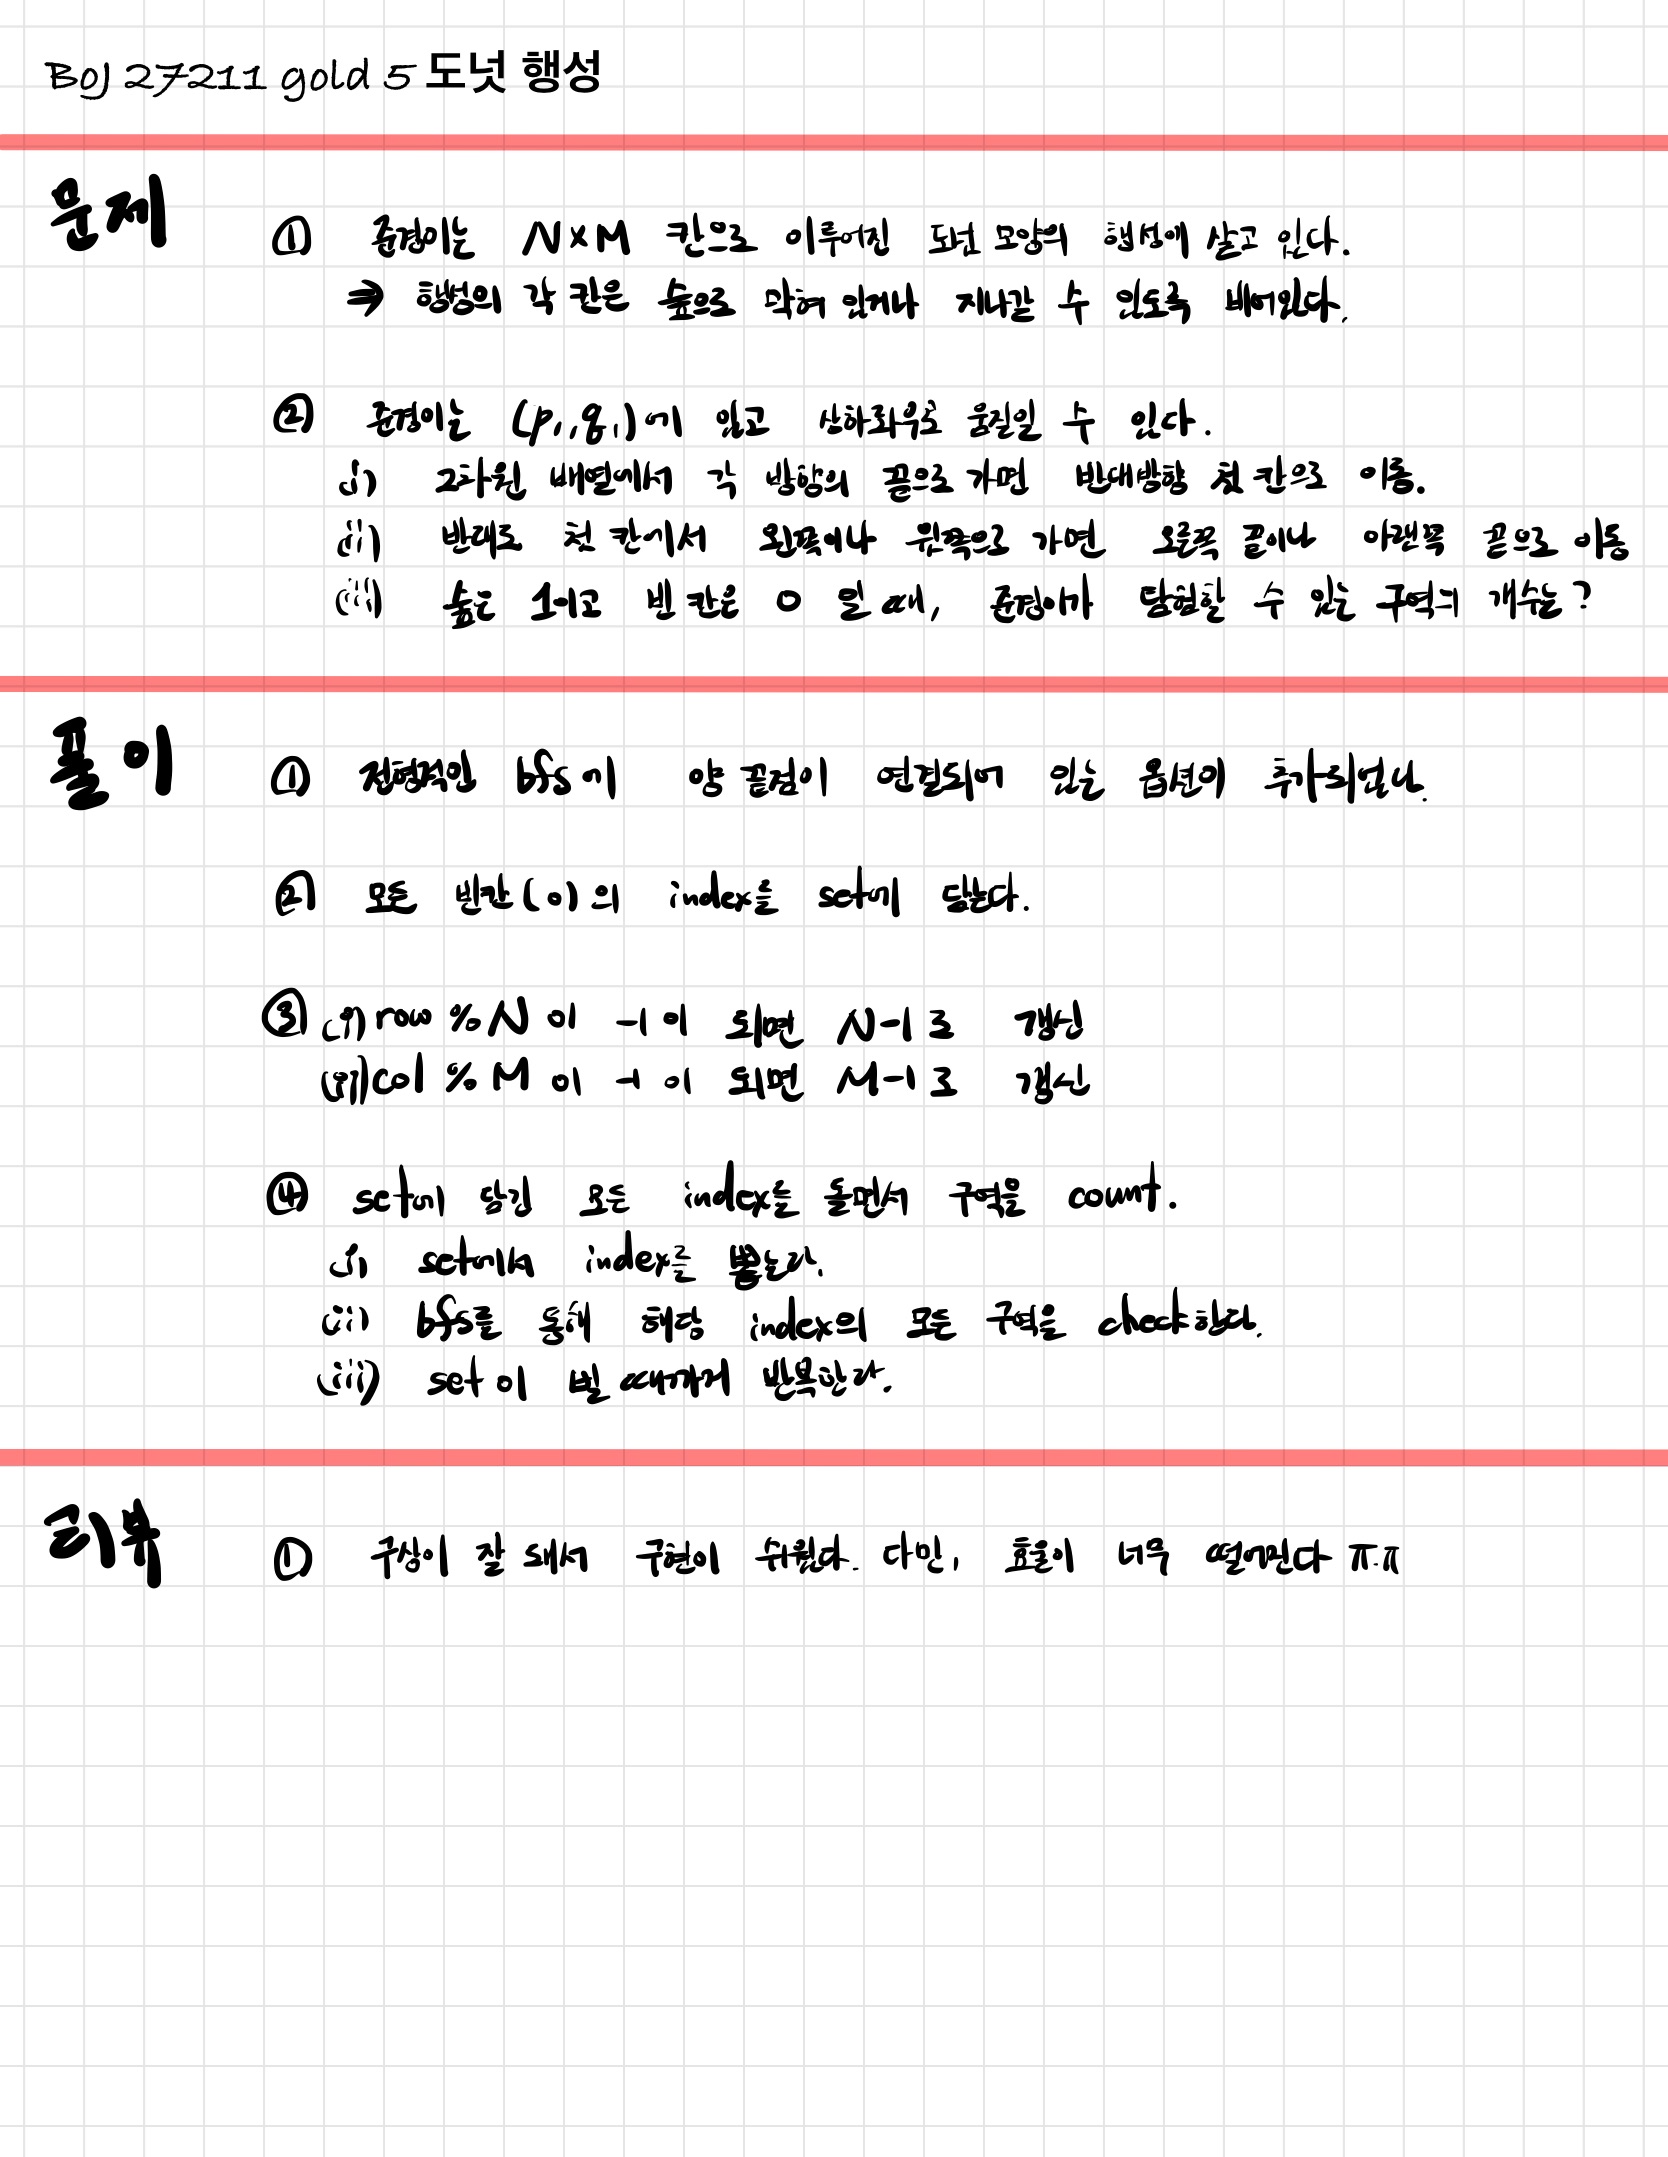 BOJ 27211 gold 5 도넛 행성
문제
① 준겸이는 N×M 칸으로 이루어진 도넛 모양의 행성에 살고 있다.
⇒ 행성의 각 칸은 숲으로 막혀 있거나 지나갈 수 있도록 비어있다.
② 준겸이는 (p₁,q₁)에 있고 상하좌우로 움직일 수 있다.
(i) 2차원 배열에서 각 방향의 끝으로 가면 반대방향 첫 칸으로 이동.
(ii) 반대로 첫 칸에서 왼쪽이나 윗쪽으로 가면 오른쪽 끝이나 아랫쪽 끝으로 이동
(iii) 숲은 1이고 빈 칸은 0 일 때, 준겸이가 탐험할 수 있는 구역의 개수는?
풀이
① 전형적인 bfs에 양 끝점이 연결되어 있는 옵션이 추가되었다.
② 모든 빈칸(0)의 index를 set에 담는다.
③ (i) row % N 이 -1 이 되면 N-1 로 갱신
(ii) col % M 이 -1 이 되면 M-1 로 갱신
④ set에 담긴 모든 index를 돌면서 구역을 count.
(i) set에서 index를 뽑는다.
(ii) bfs를 통해 해당 index의 모든 구역을 check한다.
(iii) set이 빌 때까지 반복한다.
리뷰
① 구상이 잘 돼서 구현이 쉬웠다. 다만, 효율이 너무 떨어진다 ㅠ.ㅠ